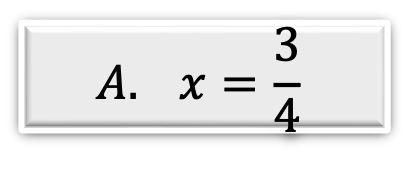 A. x = 3/4